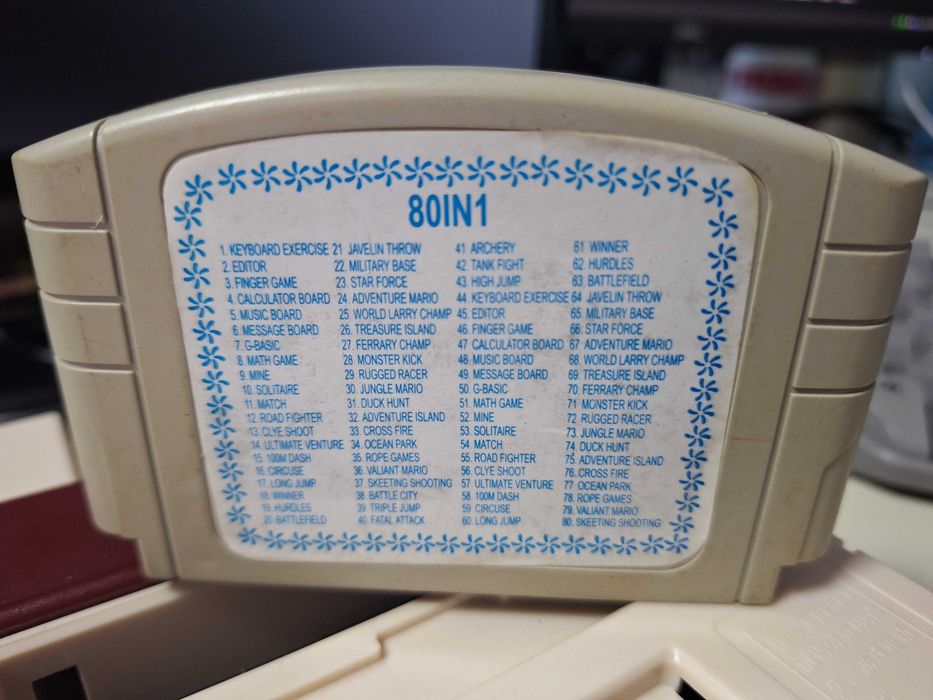 80IN1
1. KEYBOARD EXERCISE
2. EDITOR
3. FINGER GAME
4. CALCULATOR BOARD
5. MUSIC BOARD
6. MESSAGE BOARD
7. G-BASIC
8. MATH GAME
9. MINE
10. SOLITAIRE
11. MATCH
12. ROAD FIGHTER
13. CLYE SHOOT
14. ULTIMATE VENTURE
15. 100M DASH
16. CIRCUSE
17. LONG JUMP
18. WINNER
19. HURDLES
20. BATTLEFIELD
21 JAVELIN THROW
22. MILITARY BASE
23. STAR FORCE
24. ADVENTURE MARIO
25. WORLD LARRY CHAMP
26. TREASURE ISLAND
27. FERRARY CHAMP
28 MONSTER KICK
29 RUGGED RACER
30. JUNGLE MARIO
31. DUCK HUNT
32. ADVENTURE ISLAND
33. CROSS FIRE
34. OCEAN PARK
35. ROPE GAMES
36. VALIANT MARIO
37. SKEETING SHOOTING
38 BATTLE CITY
39 TRIPLE JUMP
40 FATAL ATTACK
41 ARCHERY
42 TANK FIGHT
43 HIGH JUMP
44 KEYBOARD EXERCISE
45 EDITOR
46 FINGER GAME
47 CALCULATOR BOARD
48. MUSIC BOARD
49. MESSAGE BOARD
50 G-BASIC
51 MATH GAME
52 MINE
53 SOLITAIRE
54 MATCH
55. ROAD FIGHTER
56. CLYE SHOOT
57 ULTIMATE VENTURE
58. 100M DASH
59 CIRCUSE
60. LONG JUMP
61 WINNER
62. HURDLES
63. BATTLEFIELD
64 JAVELIN THROW
65 MILITARY BASE
66 STAR FORCE
67 ADVENTURE MARIO
68. WORLD LARRY CHAMP
69. TREASURE ISLAND
70. FERRARY CHAMP
71 MONSTER KICK
72. RUGGED RACER
73. JUNGLE MARIO
74. DUCK HUNT
75. ADVENTURE ISLAND
76. CROSS FIRE
77 OCEAN PARK
78. ROPE GAMES
79. VALIANT MARIO
80. SKEETING SHOOTING